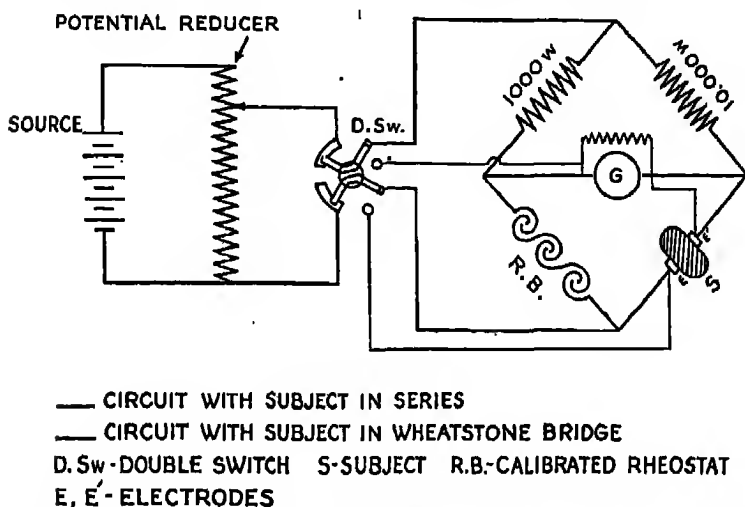 POTENTIAL REDUCER
SOURCE
D.Sw.
1000 W
10.000 W
G
R.B.
E'
E
S
CIRCUIT WITH SUBJECT IN SERIES
CIRCUIT WITH SUBJECT IN WHEATSTONE BRIDGE
D.Sw-DOUBLE SWITCH S-SUBJECT R.B.-CALIBRATED RHEOSTAT
E, E'-ELECTRODES